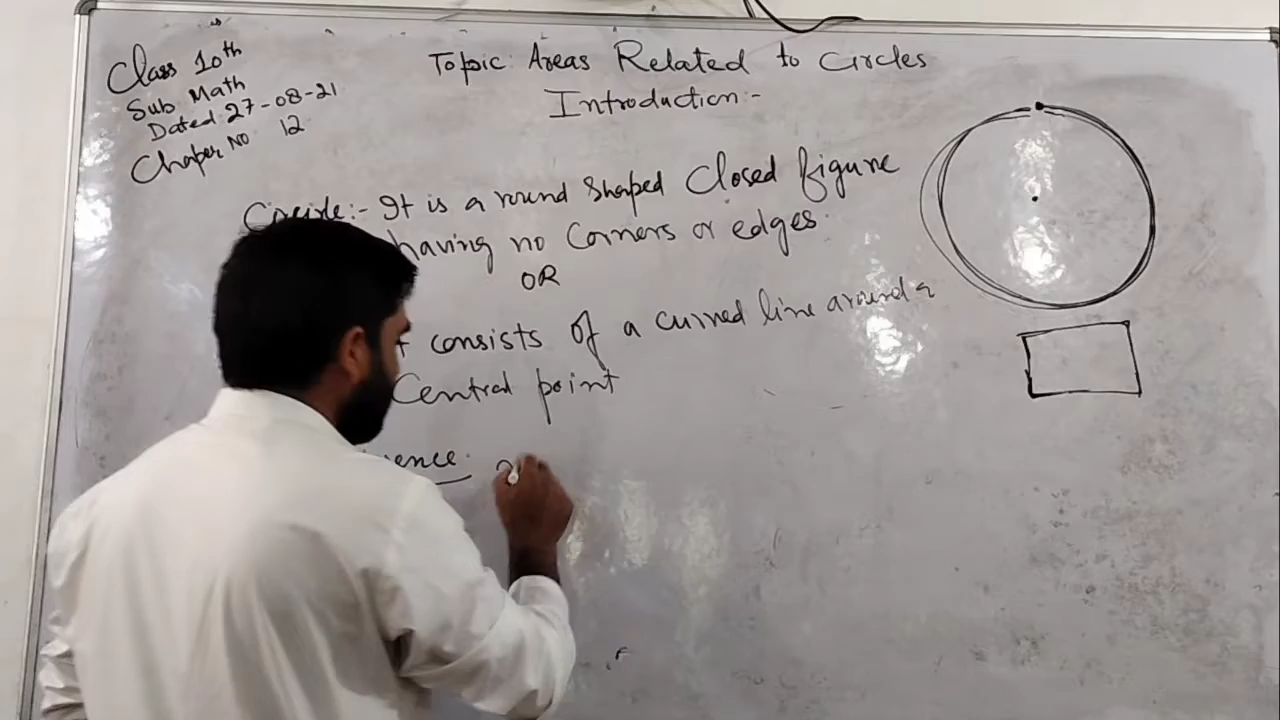 Class 10th
Sub Math
Dated 27-08-21
Chaper No 12
Topic: Areas Related to Circles
Introduction:-
Circle:- It is a round shaped Closed figure
having no Corners or edges.
OR
consists of a curved line around a
Central point